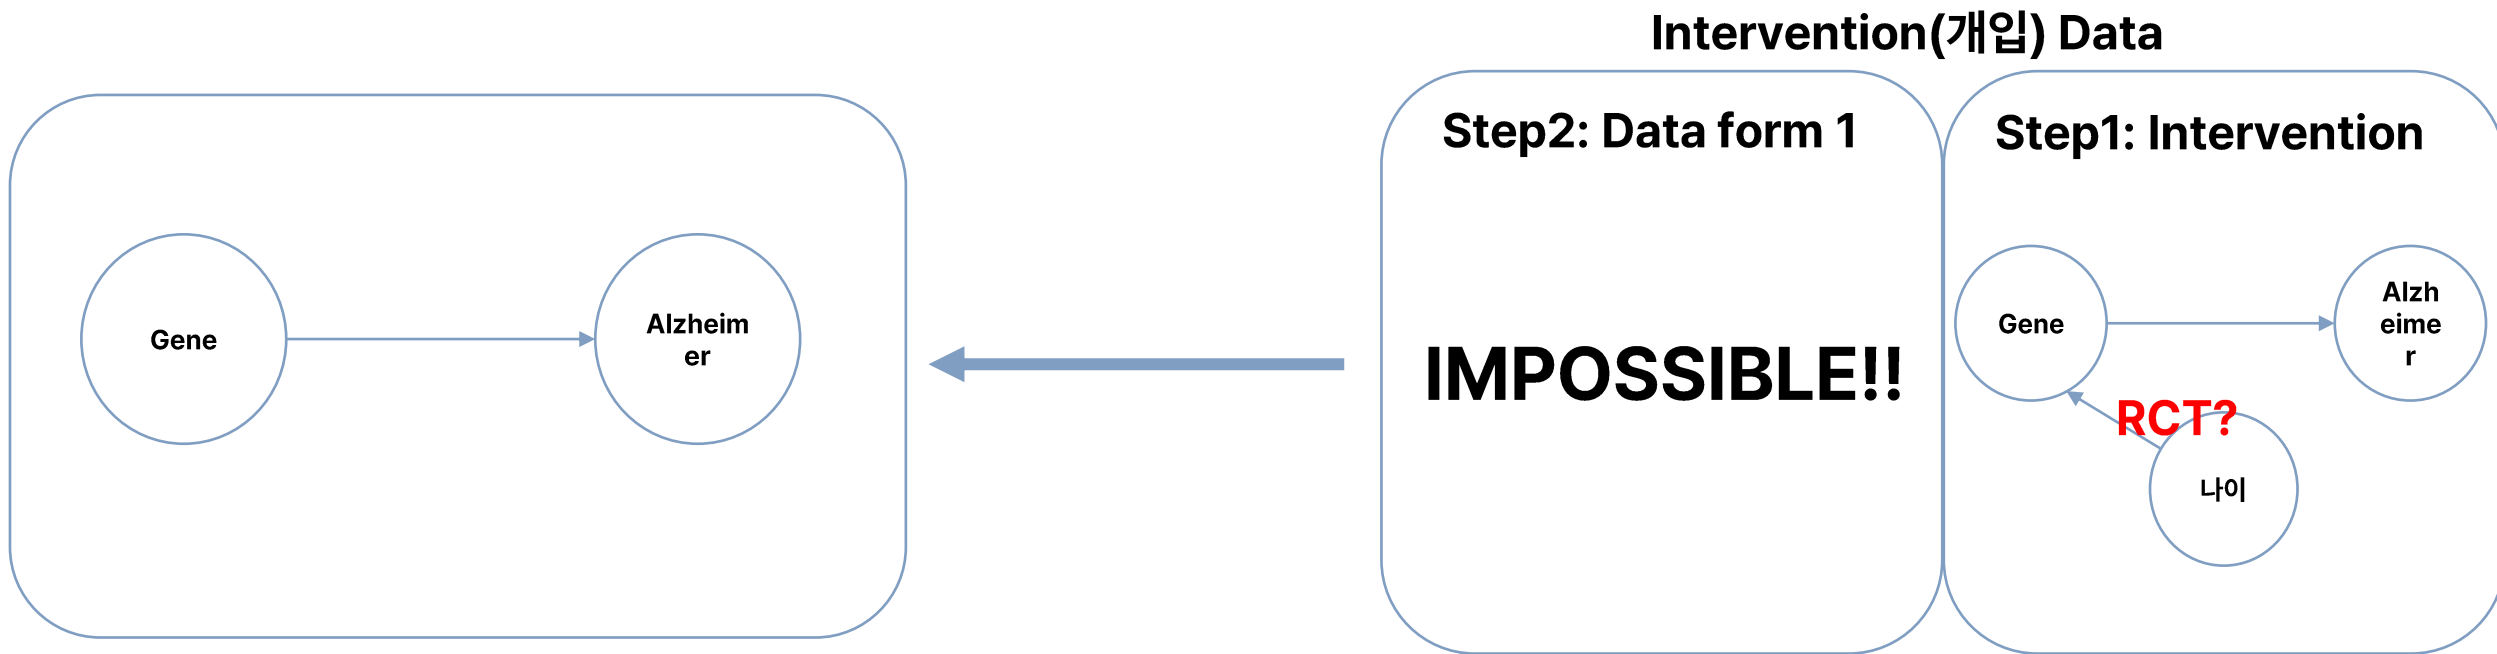 Intervention(개입) Data
Gene
Alzheim
er
Step2: Data form 1
IMPOSSIBLE!!
Step1: Intervention
Gene
Alzh
eime
r
RCT?
나이